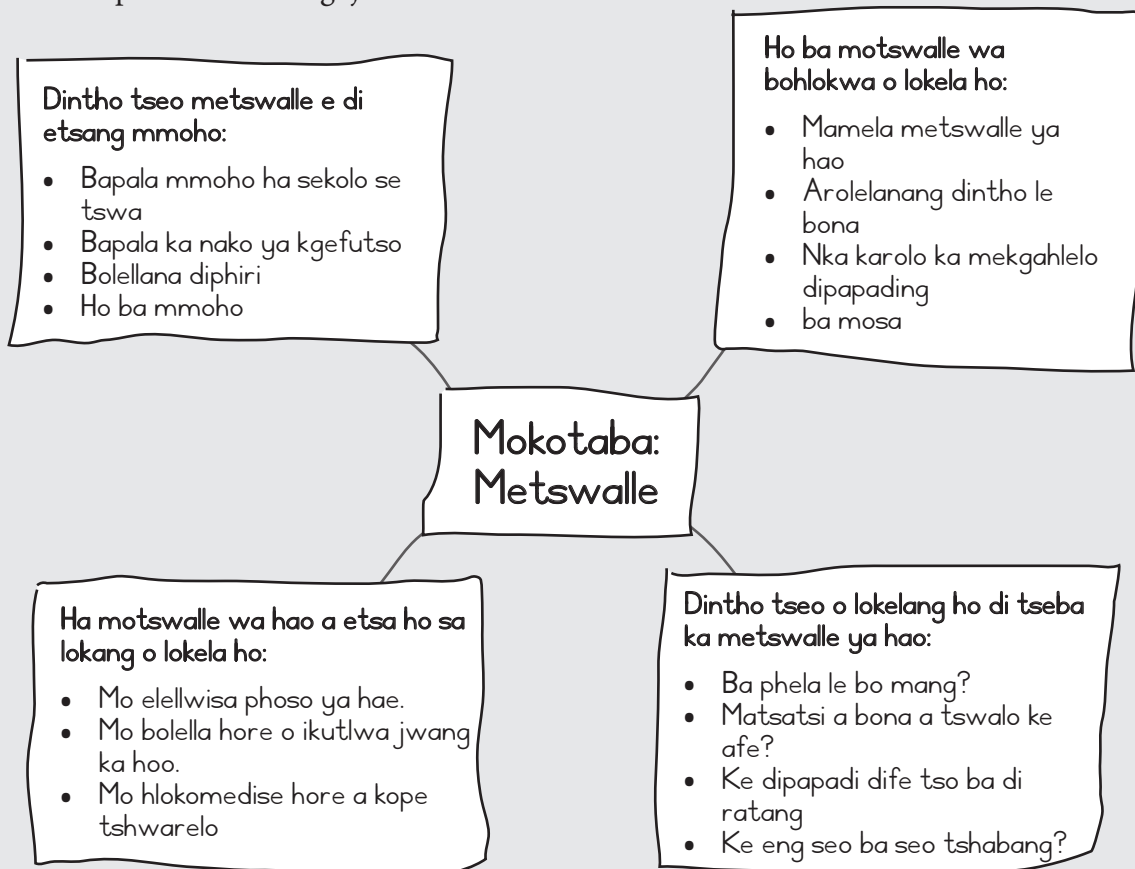 Dintho tseo metswalle e di
etsang mmoho:
• Bapala mmoho ha sekolo se
tswa
• Bapala ka nako ya kgefutso
• Bolellana diphiri
• Ho ba mmoho
Ho ba motswalle wa
bohlokwa o lokela ho:
• Mamela metswalle ya
hao
• Arolelanang dintho le
bona
• Nka karolo ka mekgahlelo
dipapading
• ba mosa
Mokotaba:
Metswalle
Ha motswalle wa hao a etsa ho sa
lokang o lokela ho:
• Mo elellwisa phoso ya hae.
• Mo bolella hore o ikutlwa jwang
ka hoo.
• Mo hlokomedise hore a kope
tshwarelo
Dintho tseo o lokelang ho di tseba
ka metswalle ya hao:
• Ba phela le bo mang?
• Matsatsi a bona a tswalo ke
afe?
• Ke dipapadi dife tso ba di
ratang
• Ke eng seo ba seo tshabang?